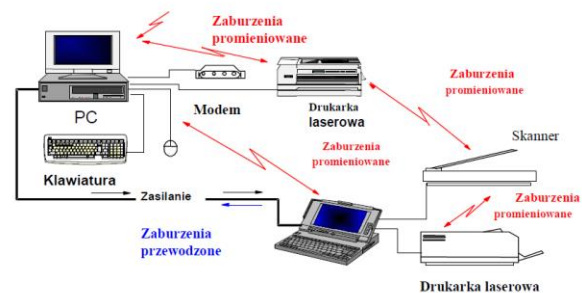 Zaburzenia
promieniowane
Zaburzenia
promieniowane
PC
Modem
Drukarka
laserowa
Zaburzenia
promieniowane
Skanner
Klawiatura
Zasilanie
Zaburzenia
promieniowane
Zaburzenia
przewodzone
Drukarka laserowa